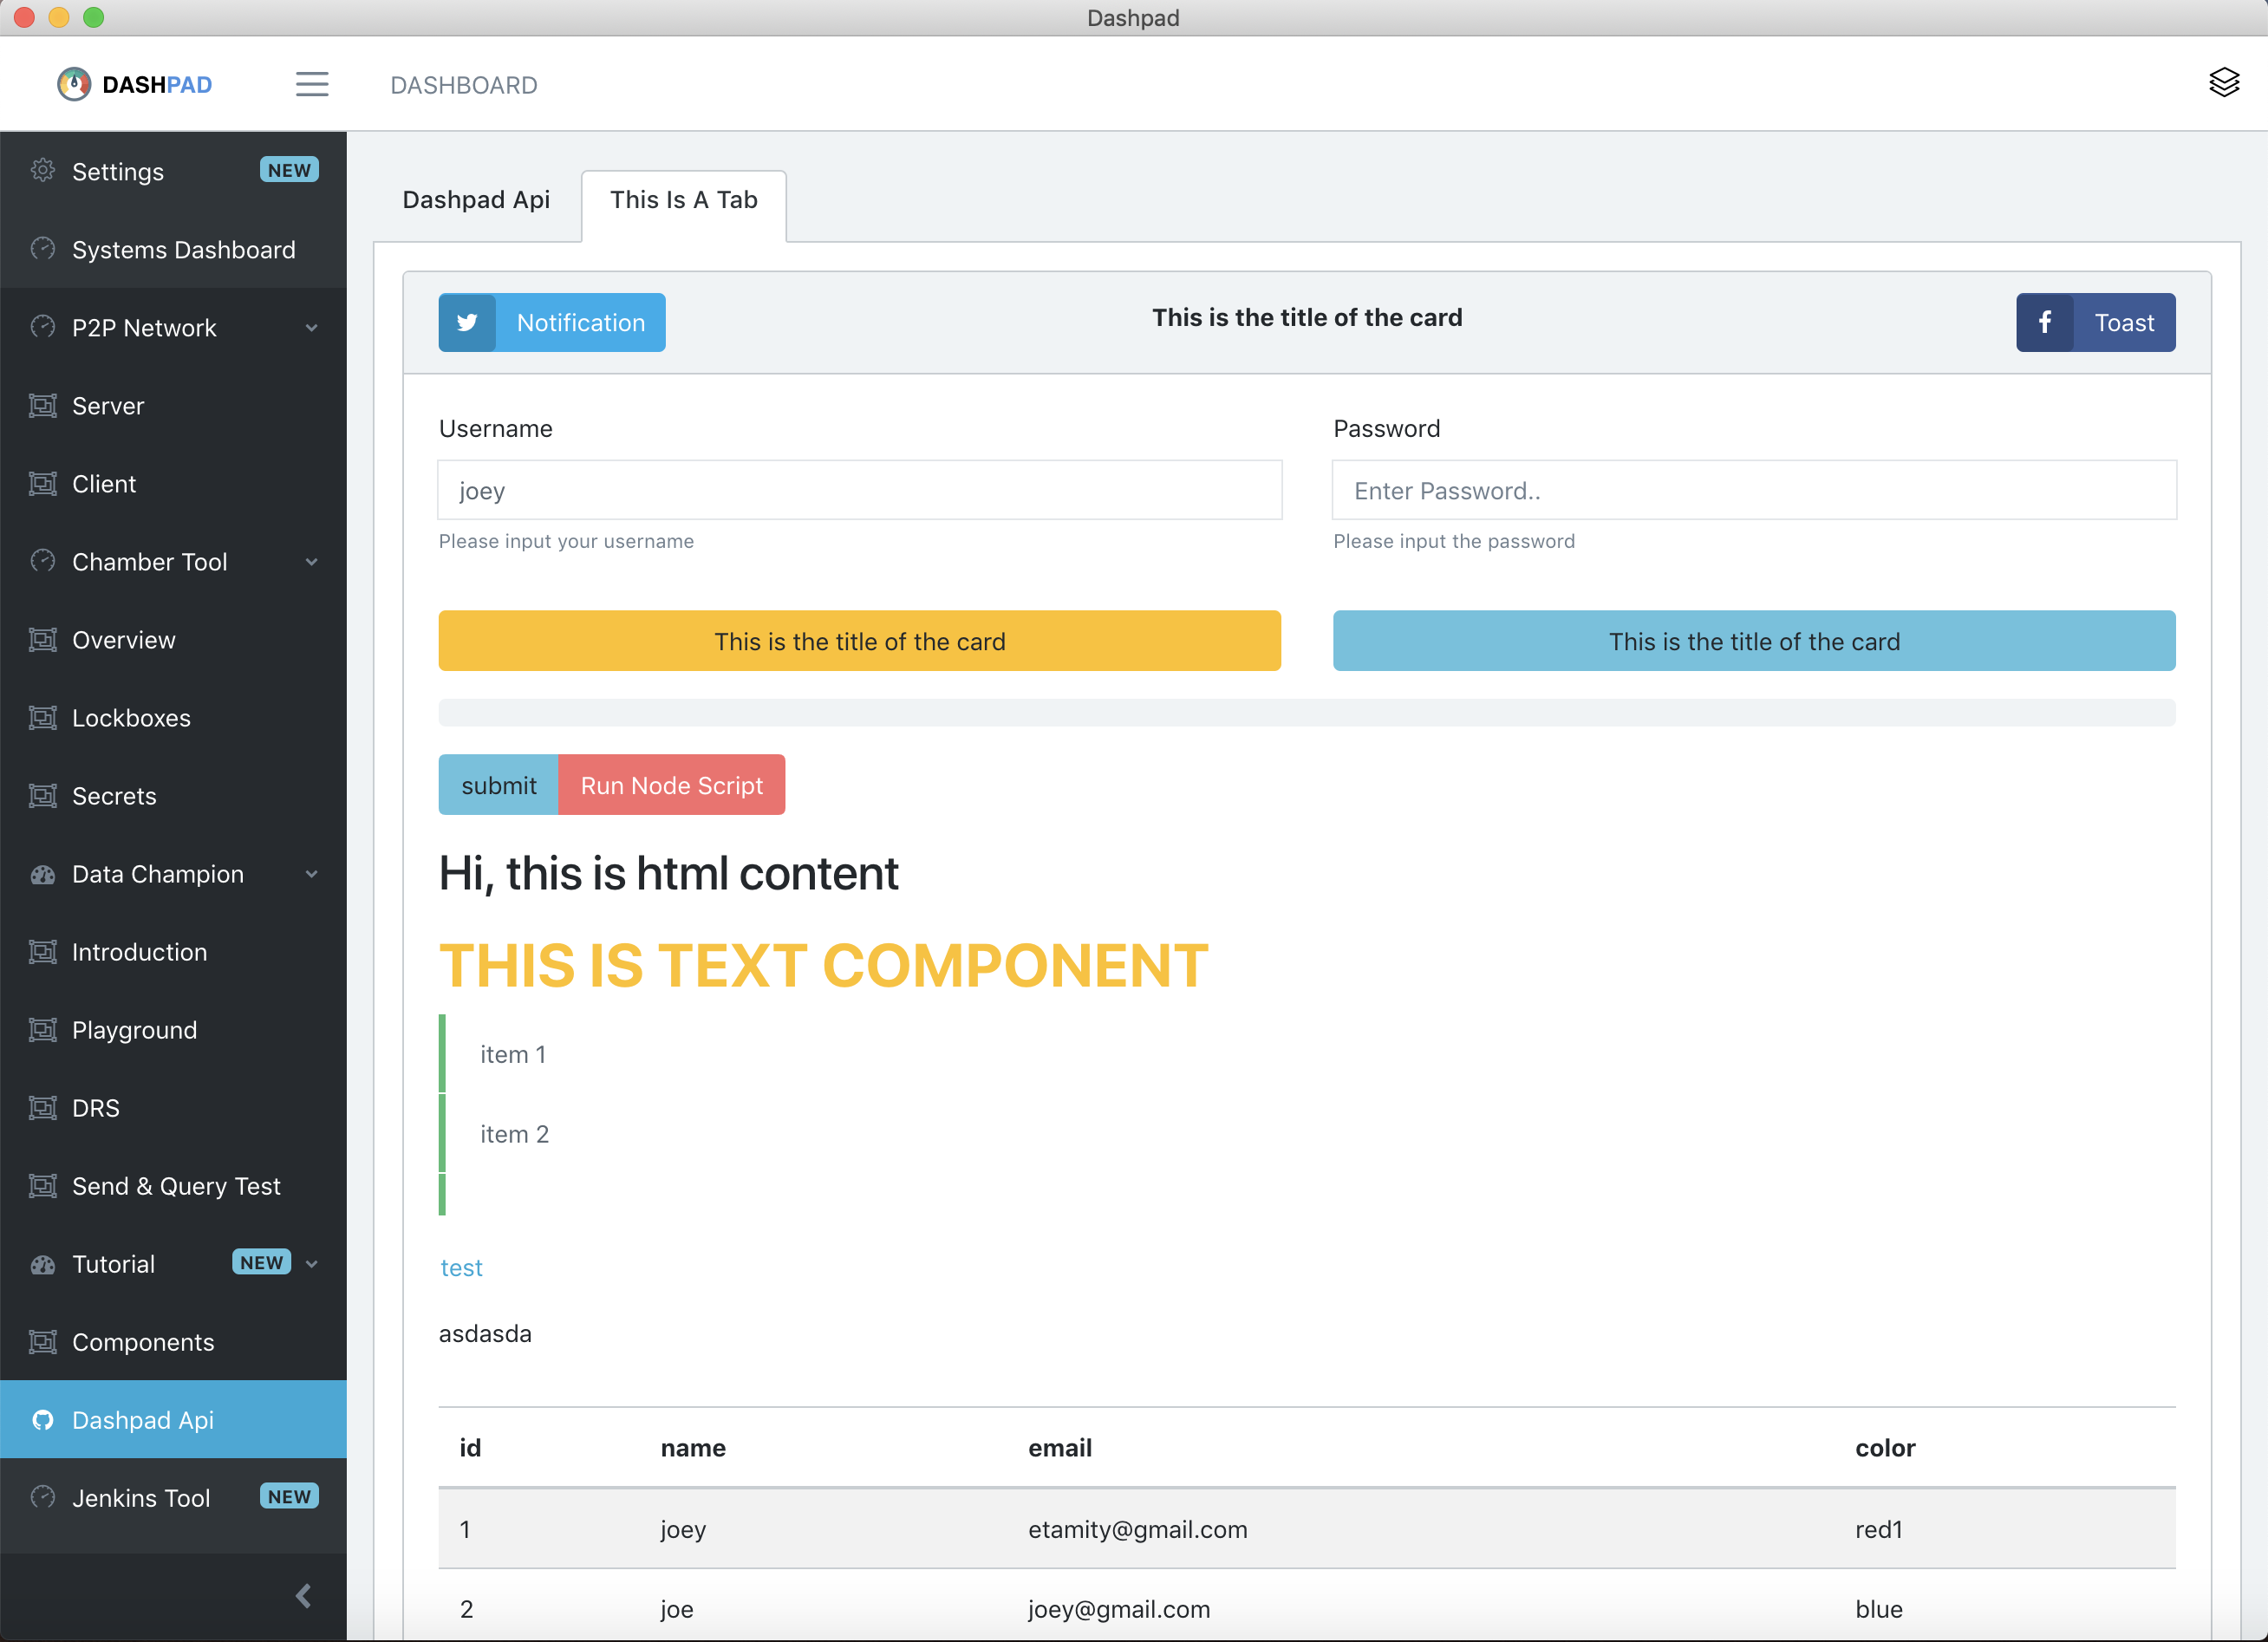 Dashpad
DASHPAD
DASHBOARD
Settings NEW
Systems Dashboard
P2P Network
Server
Client
Chamber Tool
Overview
Lockboxes
Secrets
Data Champion
Introduction
Playground
DRS
Send & Query Test
Tutorial NEW
Components
Dashpad Api
Jenkins Tool NEW
Dashpad Api This Is A Tab
Notification This is the title of the card Toast
Username Password
joey Enter Password..
Please input your username Please input the password
This is the title of the card This is the title of the card
submit Run Node Script
Hi, this is html content
THIS IS TEXT COMPONENT
item 1
item 2
test
asdasda
id name email color
1 joey etamity@gmail.com red1
2 joe joey@gmail.com blue